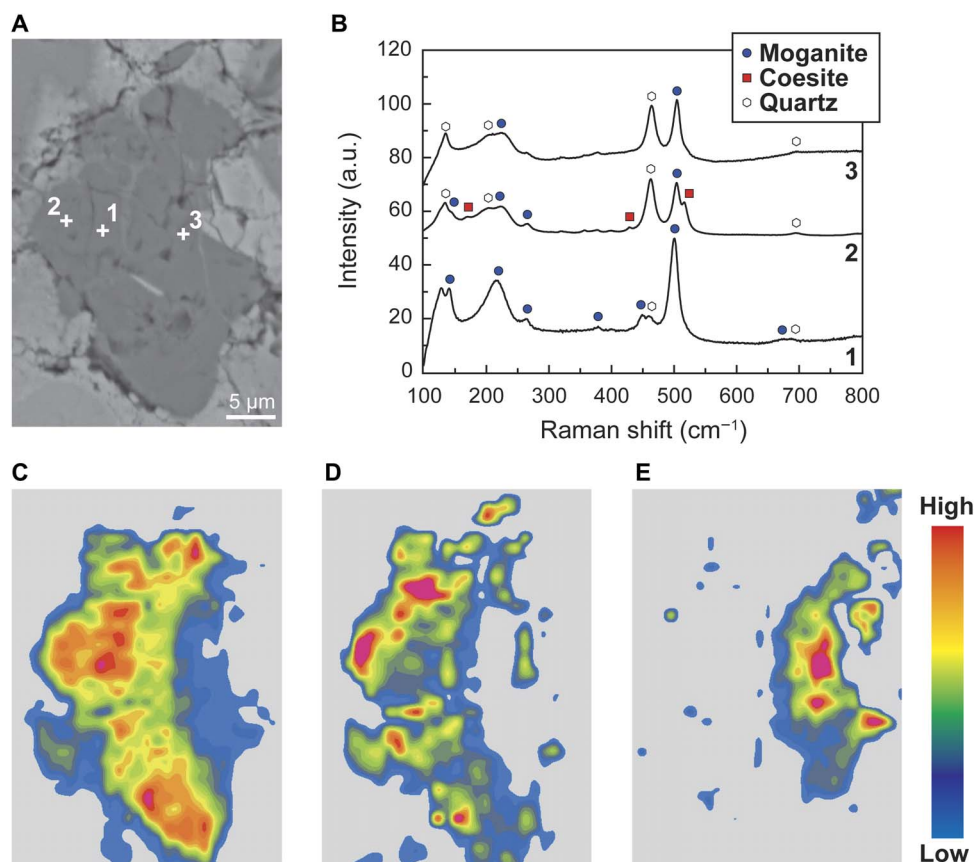 A
2
1
3
5 μm
B
Moganite
Coesite
Quartz
Intensity (a.u.)
120
100
80
60
40
20
0
3
2
1
100 200 300 400 500 600 700 800
Raman shift (cm⁻¹)
C
D
E
High
Low